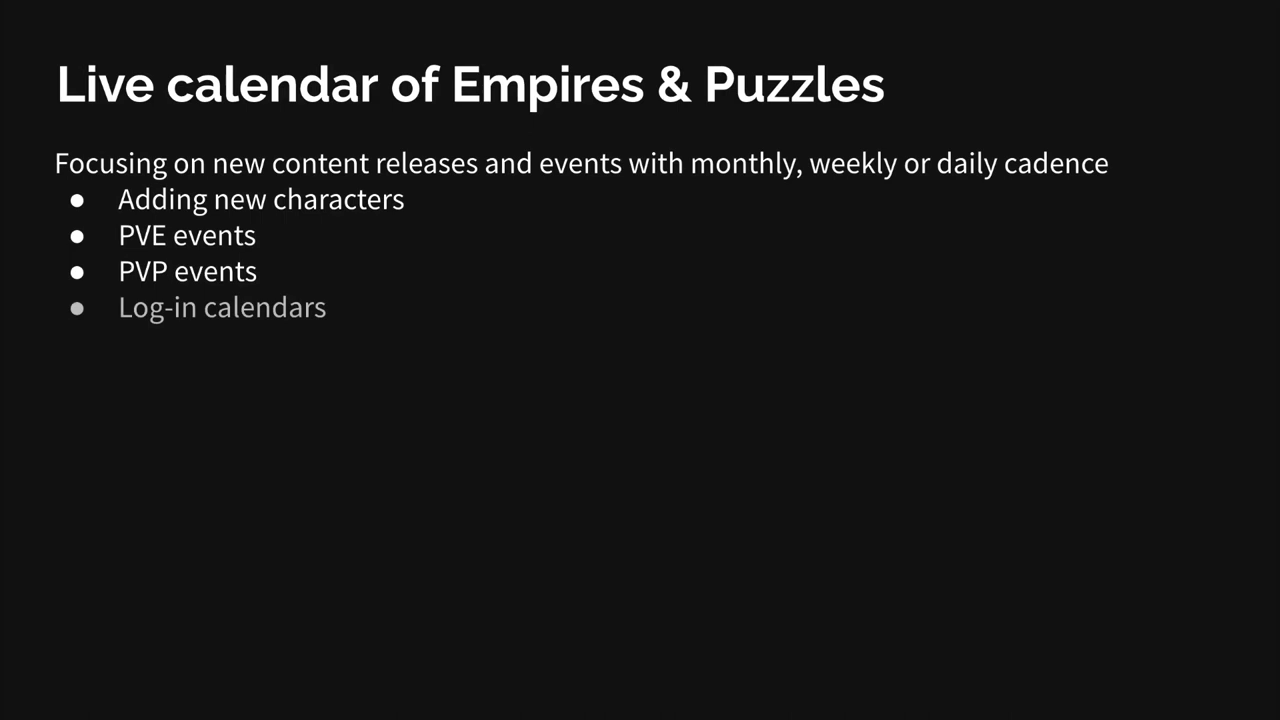 Live calendar of Empires & Puzzles
Focusing on new content releases and events with monthly, weekly or daily cadence
● Adding new characters
● PVE events
● PVP events
● Log-in calendars